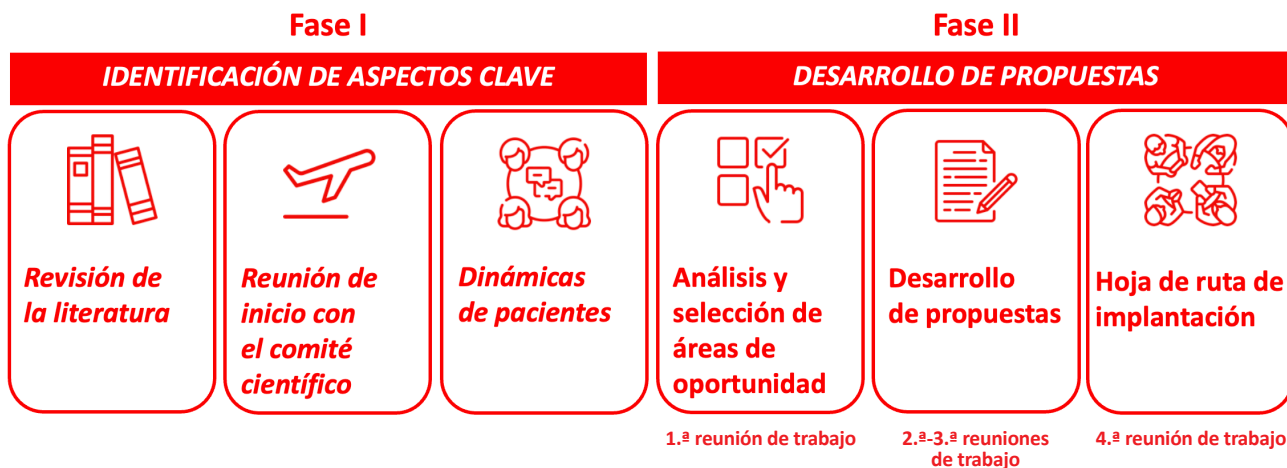 Fase I
IDENTIFICACIÓN DE ASPECTOS CLAVE
Revisión de
la literatura
Reunión de
inicio con
el comité
científico
Dinámicas
de pacientes
Fase II
DESARROLLO DE PROPUESTAS
Análisis y
selección de
áreas de
oportunidad
1.ª reunión de trabajo
Desarrollo
de propuestas
2.ª-3.ª reuniones
de trabajo
Hoja de ruta de
implantación
4.ª reunión de trabajo